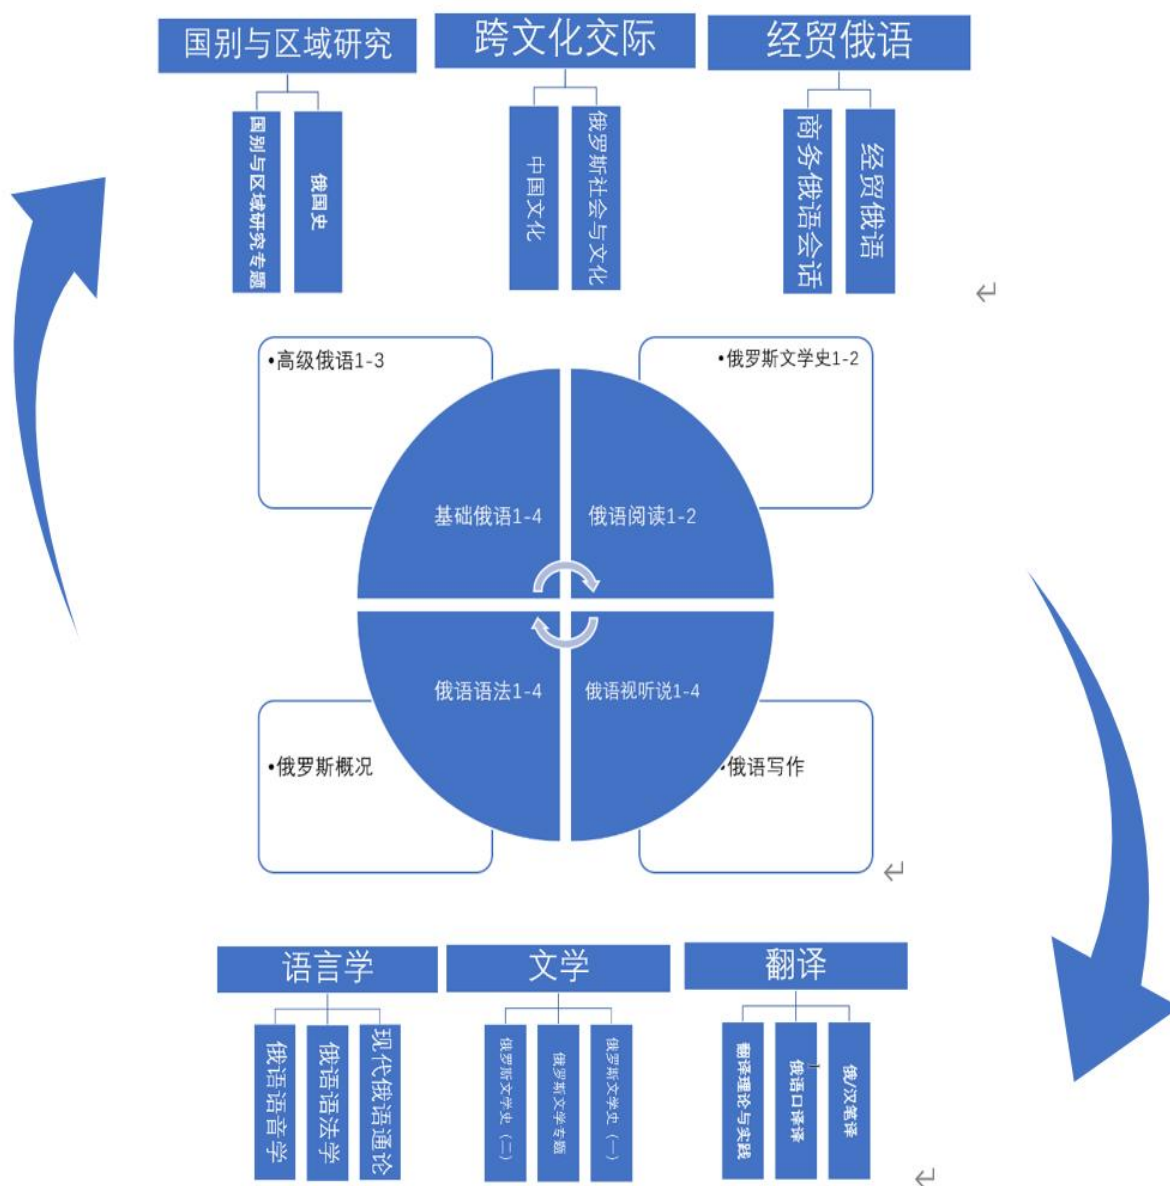 国别与区域研究
跨文化交际
经贸俄语
国别与区域研究专题
俄国史
中国文化
俄罗斯社会与文化
商务俄语会话
经贸俄语
•高级俄语1-3
•俄罗斯文学史1-2
基础俄语1-4
俄语阅读1-2
俄语语法1-4
俄语视听说1-4
•俄罗斯概况
•俄语写作
语言学
文学
翻译
俄语语音学
俄语语法学
现代俄语通论
俄罗斯文学史（二）
俄罗斯文学专题
俄罗斯文学史（一）
翻译理论与实践
俄语口译译
俄/汉笔译